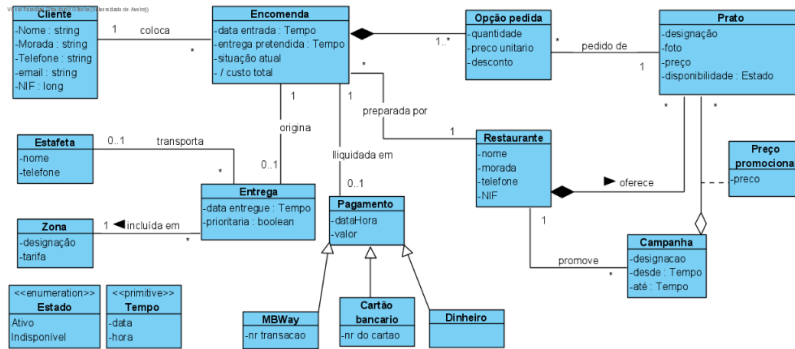 Cliente
-Nome : string
-Morada : string
-Telefone : string
-email : string
-NIF : long
1
coloca
*
Encomenda
-data entrada : Tempo
-entrega pretendida : Tempo
-situação atual
- / custo total
1..*
Opção pedida
-quantidade
-preco unitario
-desconto
*
pedido de
1
Prato
-designação
-foto
-preço
-disponibilidade : Estado
*
preparada por
1
1
1
origina
0..1
lliquidada em
0..1
Estafeta
-nome
-telefone
0..1
transporta
*
Restaurante
-nome
-morada
-telefone
-NIF
oferece
*
*
Preço
promociona
-preco
Entrega
-data entregue : Tempo
-prioritaria : boolean
Zona
-designação
-tarifa
1
incluída em
*
Pagamento
-dataHora
-valor
1
promove
*
Campanha
-designacao
-desde : Tempo
-até : Tempo
<<enumeration>>
Estado
Ativo
Indisponível
<<primitive>>
Tempo
-data
-hora
MBWay
-nr transacao
Cartão
bancario
-nr do cartao
Dinheiro